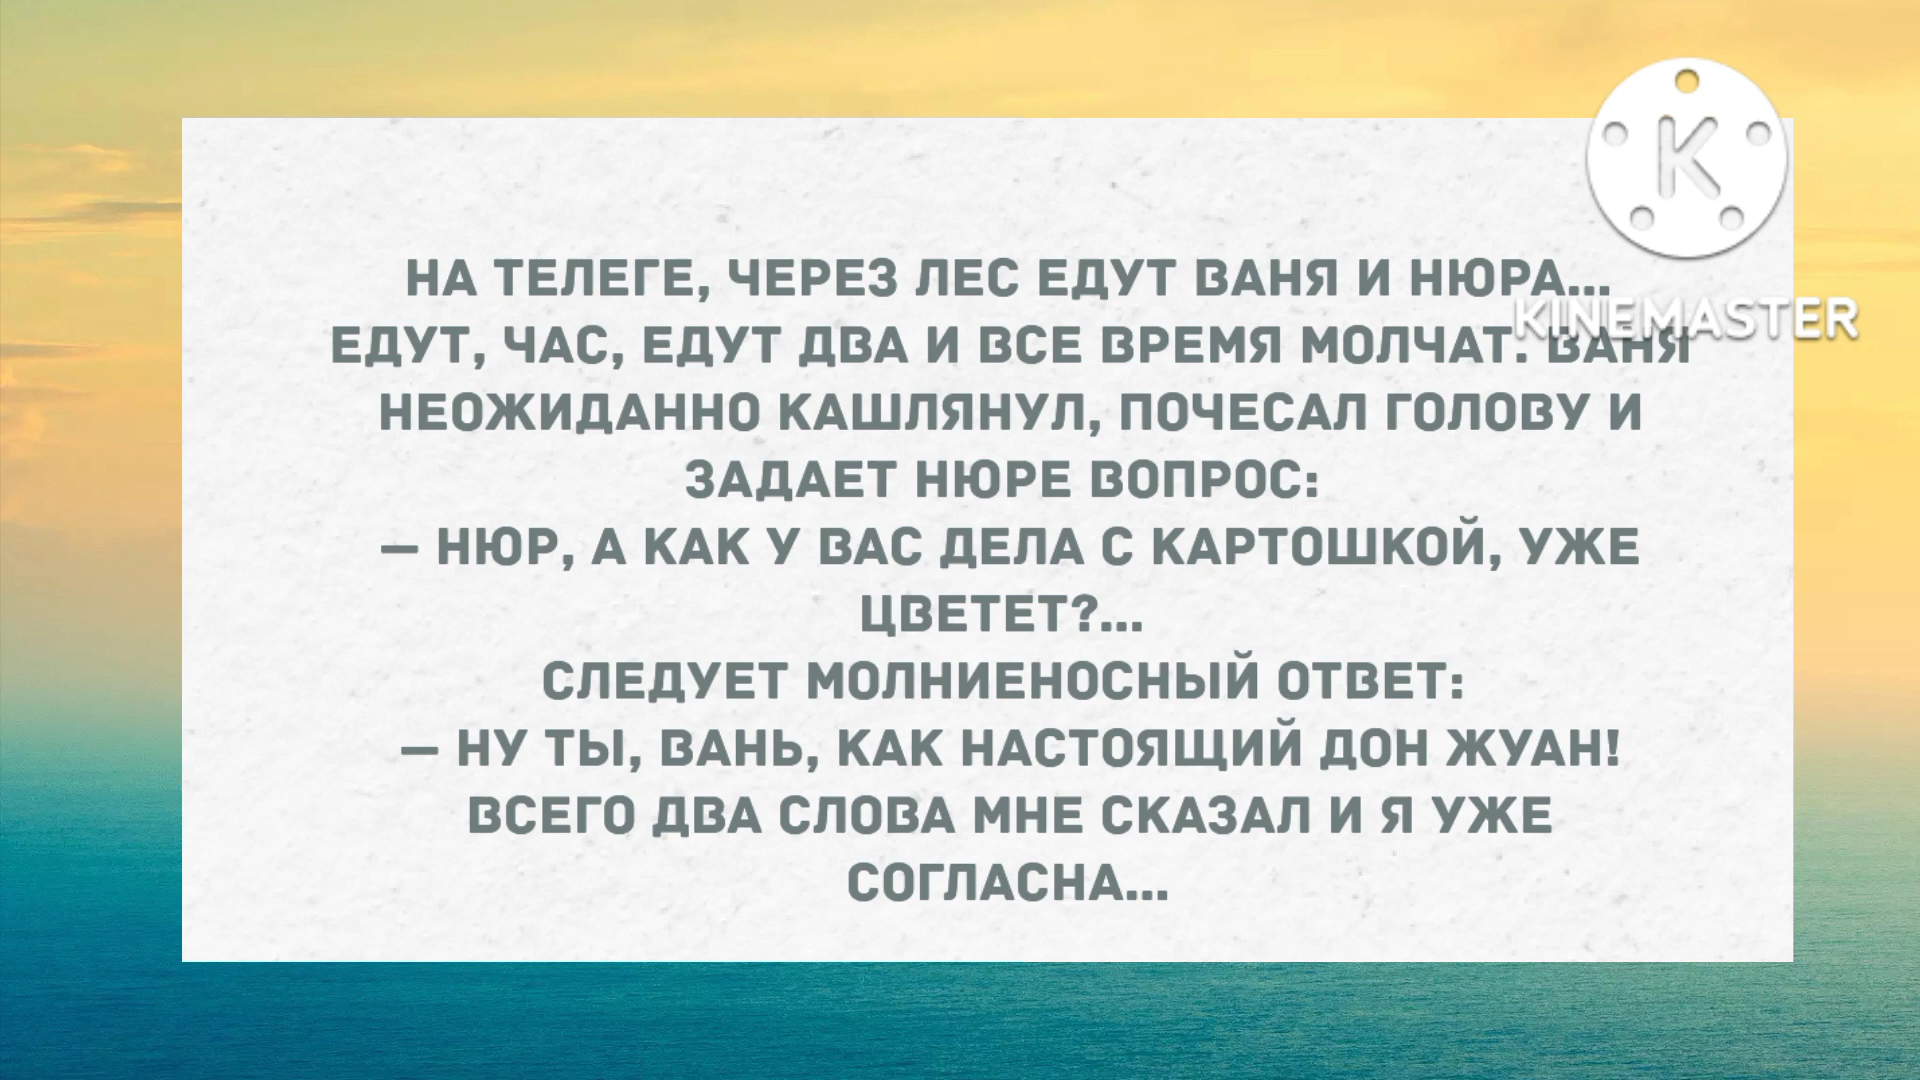 K
KINEMASTER
НА ТЕЛЕГЕ, ЧЕРЕЗ ЛЕС ЕДУТ ВАНЯ И НЮРА...
ЕДУТ, ЧАС, ЕДУТ ДВА И ВСЕ ВРЕМЯ МОЛЧАТ. ВАНЯ
НЕОЖИДАННО КАШЛЯНУЛ, ПОЧЕСАЛ ГОЛОВУ И
ЗАДАЕТ НЮРЕ ВОПРОС:
— НЮР, А КАК У ВАС ДЕЛА С КАРТОШКОЙ, УЖЕ
ЦВЕТЕТ?...
СЛЕДУЕТ МОЛНИЕНОСНЫЙ ОТВЕТ:
— НУ ТЫ, ВАНЬ, КАК НАСТОЯЩИЙ ДОН ЖУАН!
ВСЕГО ДВА СЛОВА МНЕ СКАЗАЛ И Я УЖЕ
СОГЛАСНА...